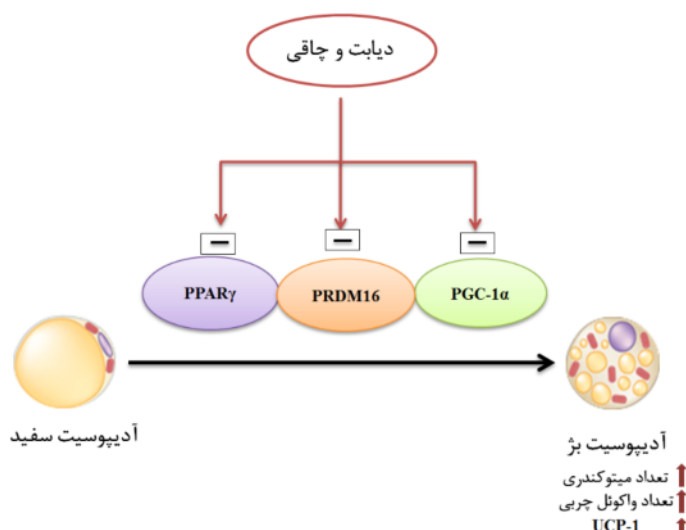 دیابت و چاقی
PPARγ
PRDM16
PGC-1α
آدیپوسیت سفید
آدیپوسیت بژ
تعداد میتوکندری
تعداد واکوئل چربی
UCP-1